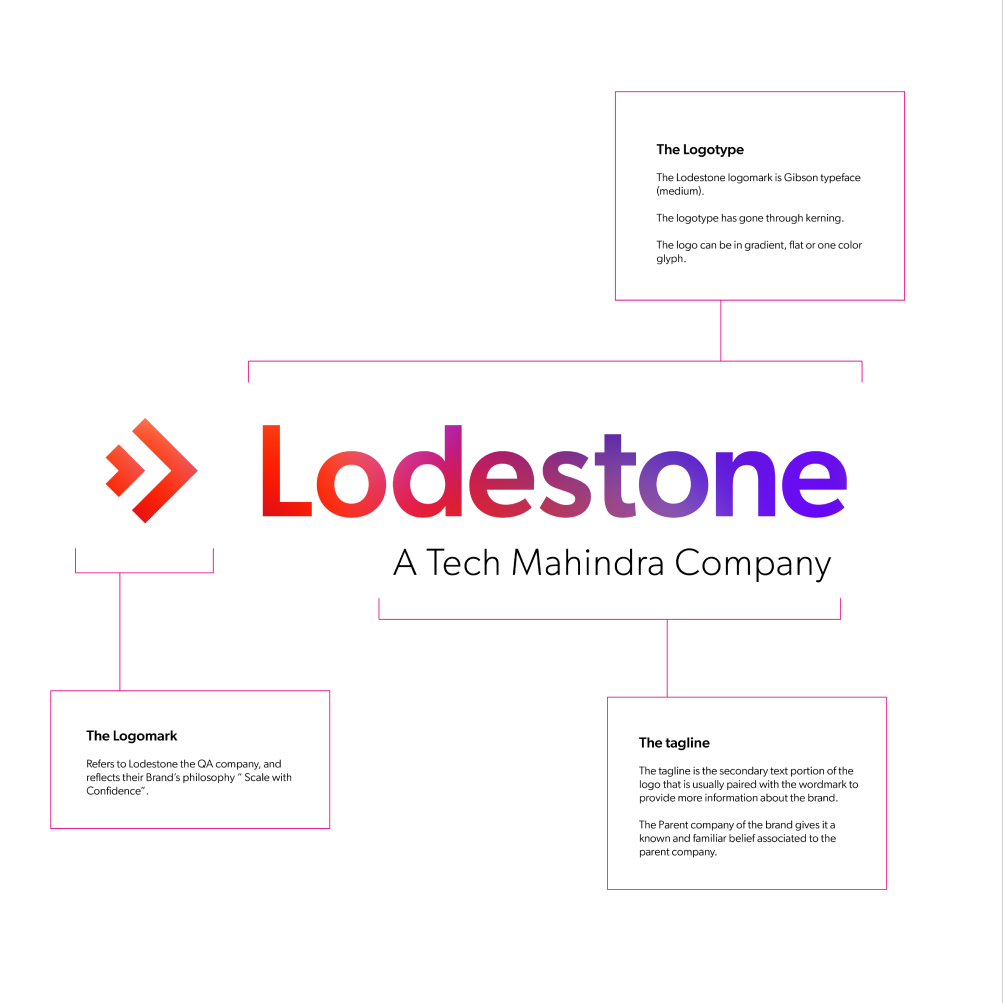 The Logotype
The Lodestone logomark is Gibson typeface
(medium).
The logotype has gone through kerning.
The logo can be in gradient, flat or one color
glyph.
Lodestone
A Tech Mahindra Company
The Logomark
Refers to Lodestone the QA company, and
reflects their Brand’s philosophy “ Scale with
Confidence”.
The tagline
The tagline is the secondary text portion of the
logo that is usually paired with the wordmark to
provide more information about the brand.
The Parent company of the brand gives it a
known and familiar belief associated to the
parent company.